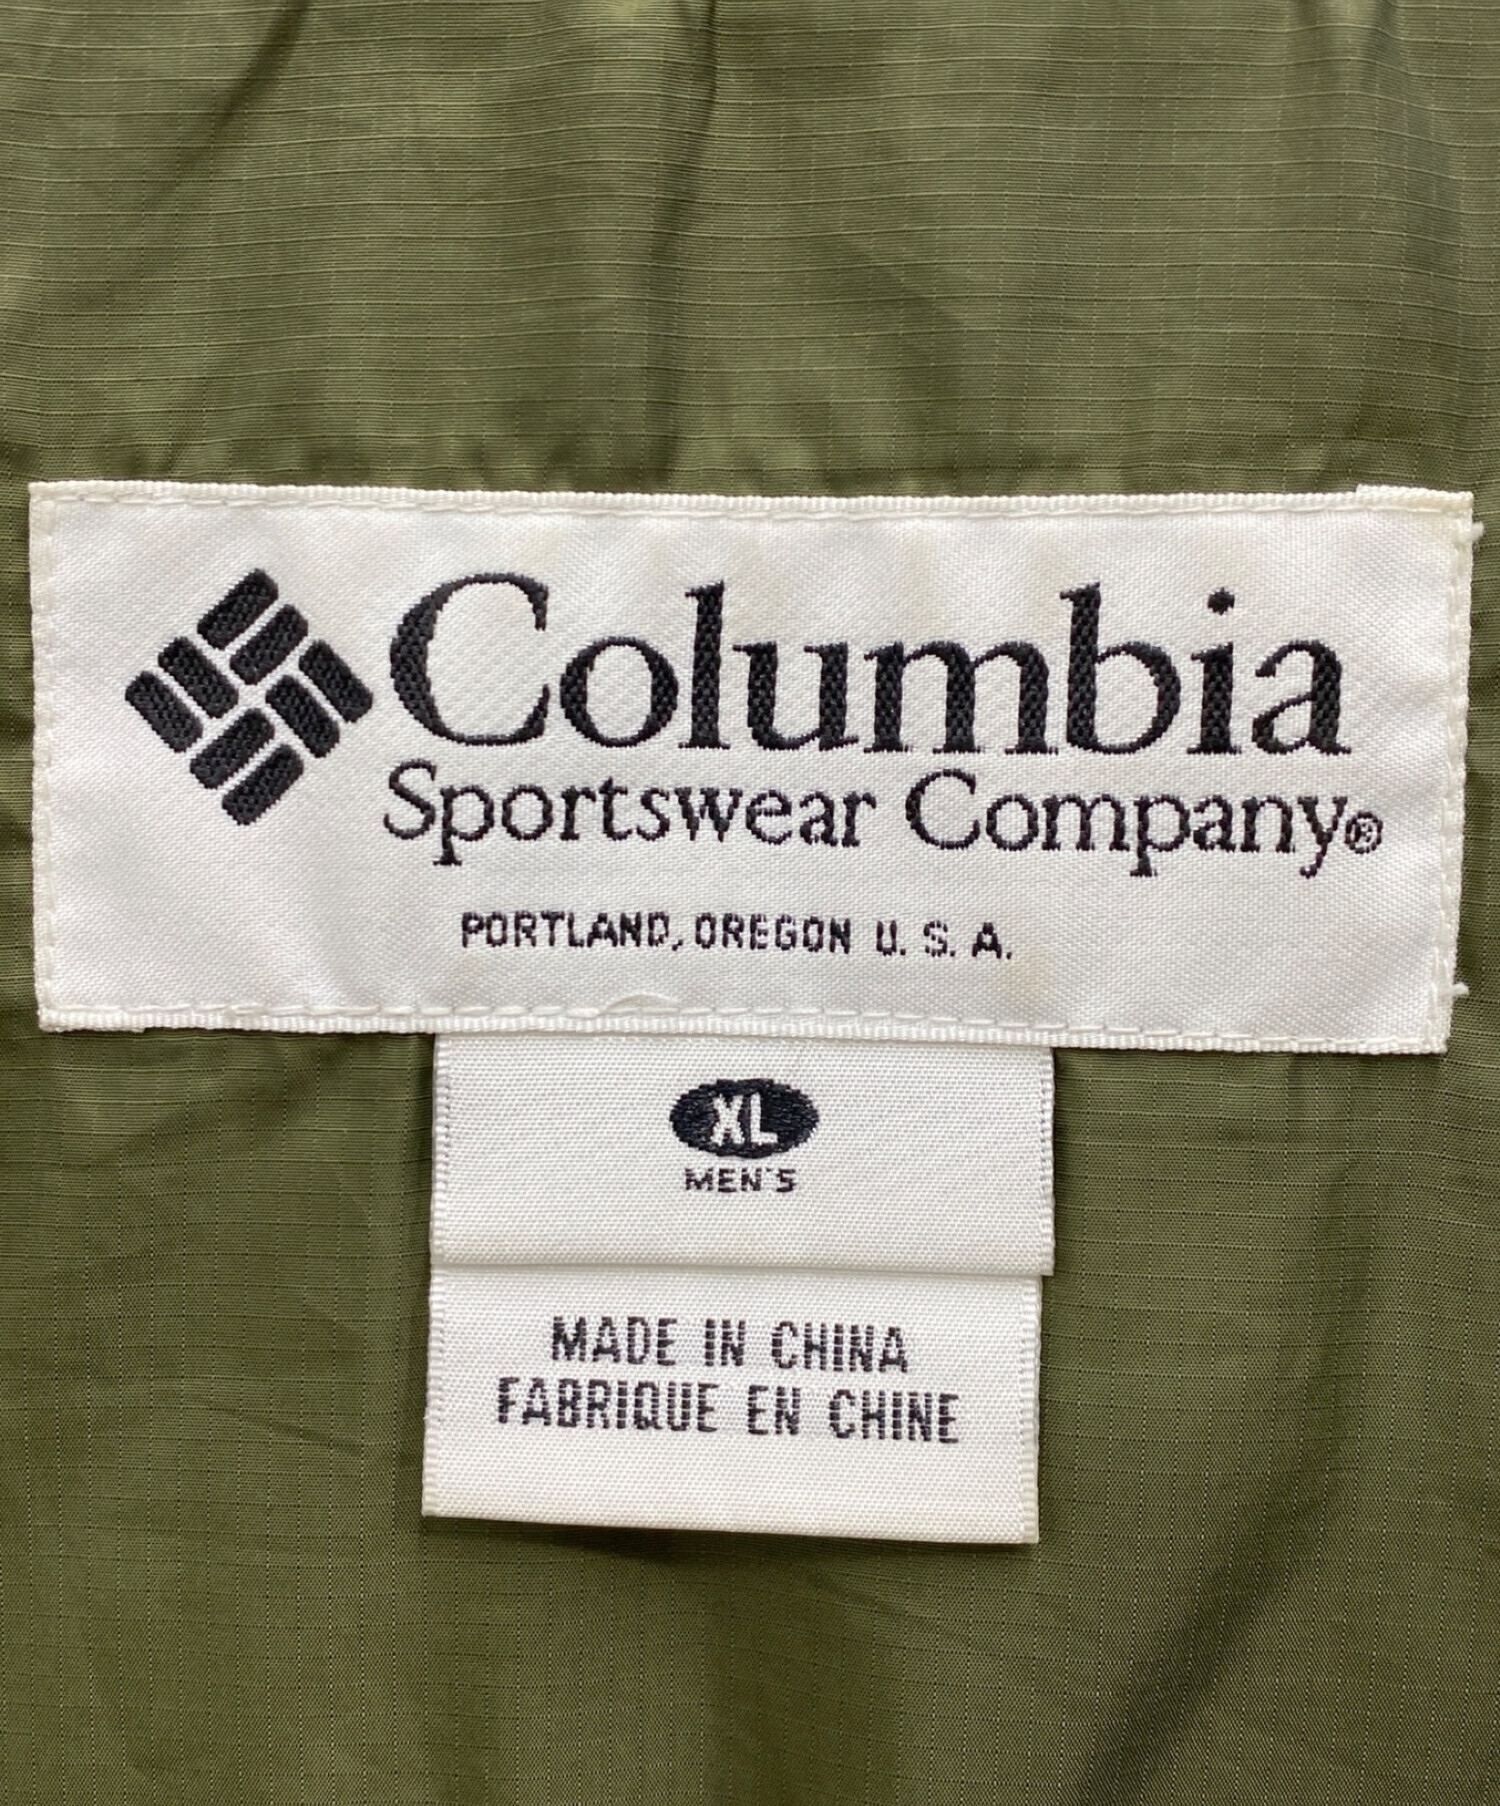 Columbia
Sportswear Company®
PORTLAND, OREGON U. S. A.
XL
MEN'S
MADE IN CHINA
FABRIQUE EN CHINE